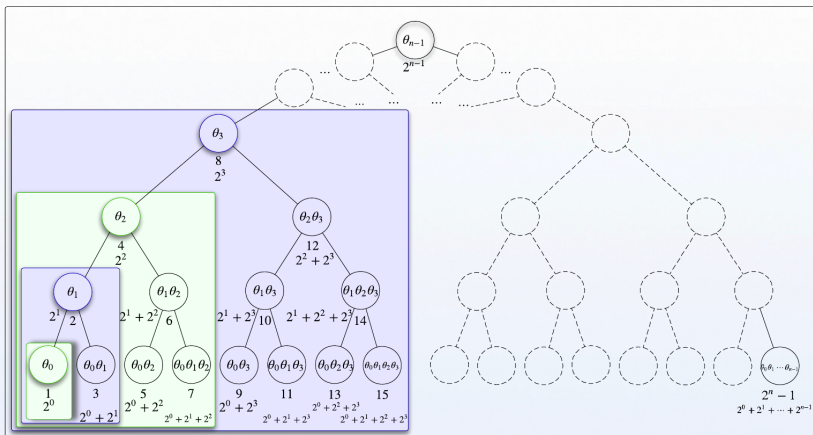 θₙ₋₁
2ⁿ⁻¹
... ...
... ... ... ...
θ₃
8
2³
θ₂ θ₂θ₃
4 12
2² 2² + 2³
θ₁ θ₁θ₂ θ₁θ₃ θ₁θ₂θ₃
2¹ 2 2¹ + 2² 6 2¹ + 2³ 10 2¹ + 2² + 2³ 14
θ₀ θ₀θ₁ θ₀θ₂ θ₀θ₁θ₂ θ₀θ₃ θ₀θ₁θ₃ θ₀θ₂θ₃ θ₀θ₁θ₂θ₃ θ₀θ₁ ⋯ θₙ₋₁
1 3 5 7 9 11 13 15 2ⁿ − 1
2⁰ 2⁰ + 2¹ 2⁰ + 2² 2⁰ + 2¹ + 2² 2⁰ + 2³ 2⁰ + 2¹ + 2³ 2⁰ + 2² + 2³ 2⁰ + 2¹ + 2² + 2³ 2⁰ + 2¹ + ⋯ + 2ⁿ⁻¹